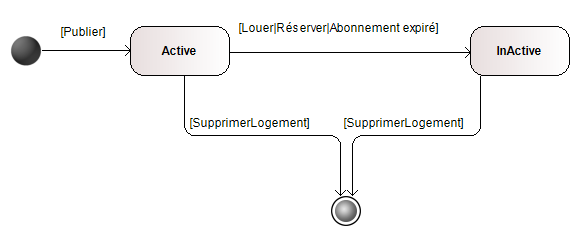 [Publier]
[Louer|Réserver|Abonnement expiré]
Active
InActive
[SupprimerLogement]
[SupprimerLogement]